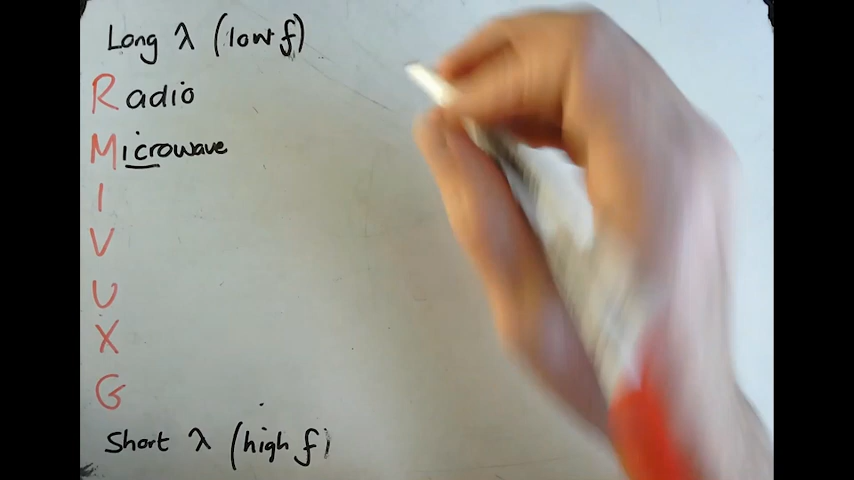 Long λ (low f)
Radio
Microwave
I
V
U
X
G
Short λ (high f)